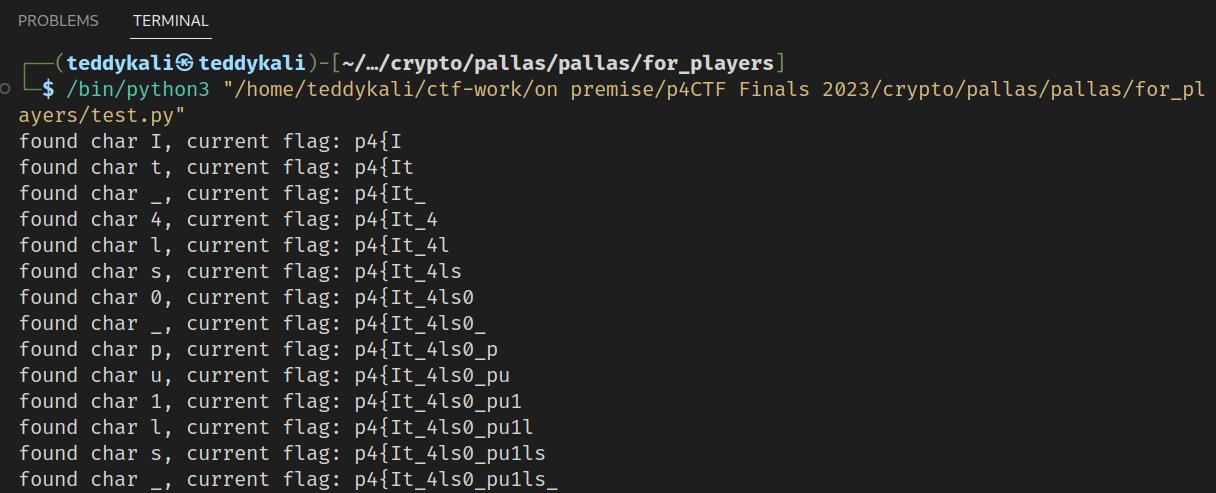 PROBLEMS TERMINAL
┌──(teddykali㉿teddykali)-[~/…/crypto/pallas/pallas/for_players]
└─$ /bin/python3 "/home/teddykali/ctf-work/on premise/p4CTF Finals 2023/crypto/pallas/pallas/for_pl
ayers/test.py"
found char I, current flag: p4{I
found char t, current flag: p4{It
found char _, current flag: p4{It_
found char 4, current flag: p4{It_4
found char l, current flag: p4{It_4l
found char s, current flag: p4{It_4ls
found char 0, current flag: p4{It_4ls0
found char _, current flag: p4{It_4ls0_
found char p, current flag: p4{It_4ls0_p
found char u, current flag: p4{It_4ls0_pu
found char 1, current flag: p4{It_4ls0_pu1
found char l, current flag: p4{It_4ls0_pu1l
found char s, current flag: p4{It_4ls0_pu1ls
found char _, current flag: p4{It_4ls0_pu1ls_